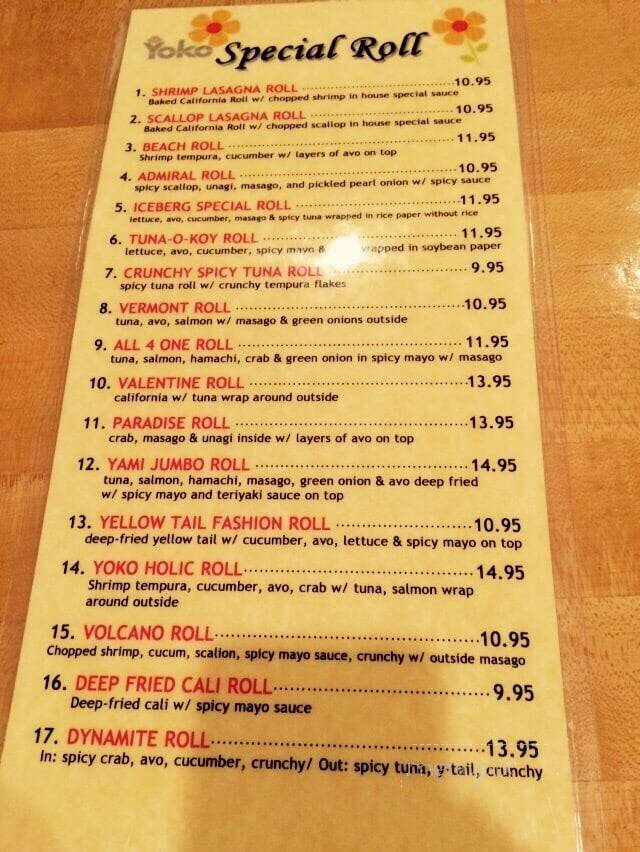 Yoko Special Roll
1. SHRIMP LASAGNA ROLL 10.95
Baked California Roll w/ chopped shrimp in house special sauce
2. SCALLOP LASAGNA ROLL 10.95
Baked California Roll w/ chopped scallop in house special sauce
3. BEACH ROLL 11.95
Shrimp tempura, cucumber w/ layers of avo on top
4. ADMIRAL ROLL 10.95
spicy scallop, unagi, masago, and pickled pearl onion w/ spicy sauce
5. ICEBERG SPECIAL ROLL 11.95
lettuce, avo, cucumber, masago & spicy tuna wrapped in rice paper without rice
6. TUNA-O-KOY ROLL 11.95
lettuce, avo, cucumber, spicy mayo & wrapped in soybean paper
7. CRUNCHY SPICY TUNA ROLL 9.95
spicy tuna roll w/ crunchy tempura flakes
8. VERMONT ROLL 10.95
tuna, avo, salmon w/ masago & green onions outside
9. ALL 4 ONE ROLL 11.95
tuna, salmon, hamachi, crab & green onion in spicy mayo w/ masago
10. VALENTINE ROLL 13.95
california w/ tuna wrap around outside
11. PARADISE ROLL 13.95
crab, masago & unagi inside w/ layers of avo on top
12. YAMI JUMBO ROLL 14.95
tuna, salmon, hamachi, masago, green onion & avo deep fried
w/ spicy mayo and teriyaki sauce on top
13. YELLOW TAIL FASHION ROLL 10.95
deep-fried yellow tail w/ cucumber, avo, lettuce & spicy mayo on top
14. YOKO HOLIC ROLL 14.95
Shrimp tempura, cucumber, avo, crab w/ tuna, salmon wrap
around outside
15. VOLCANO ROLL 10.95
Chopped shrimp, cucum, scalion, spicy mayo sauce, crunchy w/ outside masago
16. DEEP FRIED CALI ROLL 9.95
Deep-fried cali w/ spicy mayo sauce
17. DYNAMITE ROLL 13.95
In: spicy crab, avo, cucumber, crunchy/ Out: spicy tuna, y-tail, crunchy